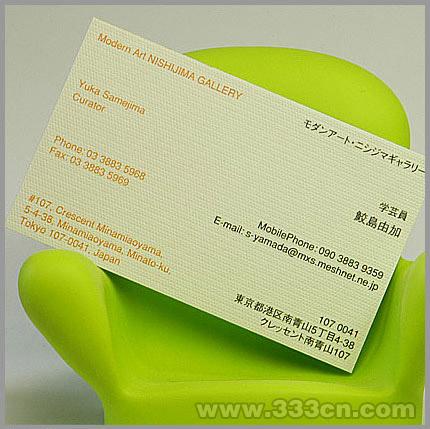 Modern Art NISHIJIMA GALLERY
Yuka Samejima
Curator
Phone: 03 3883 5968
Fax: 03 3883 5969
#107, Crescent Minamiaoyama,
5-4-38, Minamiaoyama, Minato-ku,
Tokyo 107-0041, Japan
モダンアート・ニシジマギャラリー
学芸員
鮫島由加
MobilePhone: 090 3883 9359
E-mail: s-yamada@mxs.meshnet.ne.jp
107 0041
東京都港区南青山5丁目4-38
クレッセント南青山107
www.333cn.com